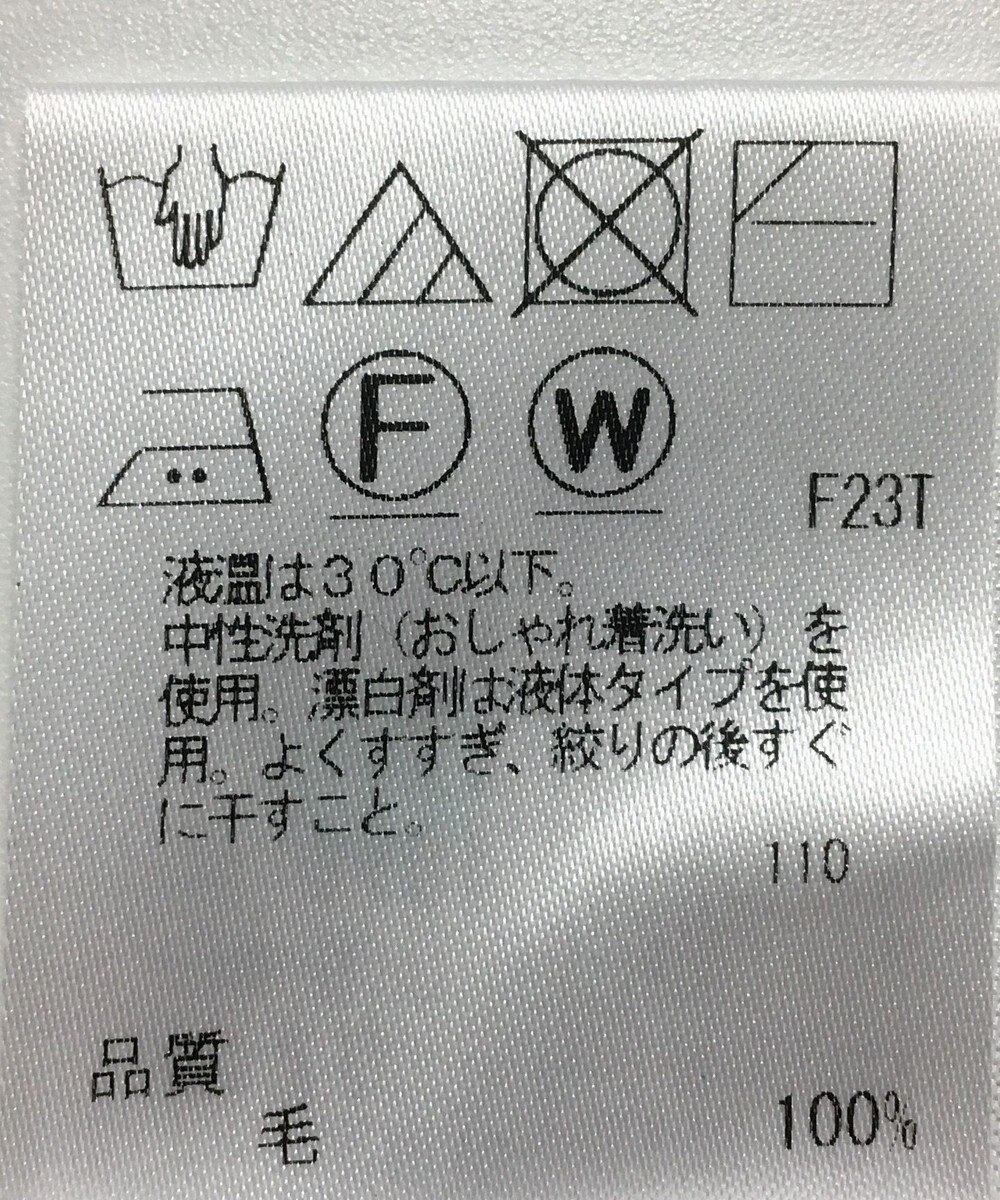 F
W
F23T
液温は30℃以下。
中性洗剤（おしゃれ着洗い）を
使用。漂白剤は液体タイプを使
用。よくすすぎ、絞りの後すぐ
に干すこと。
110
品質
毛 100%